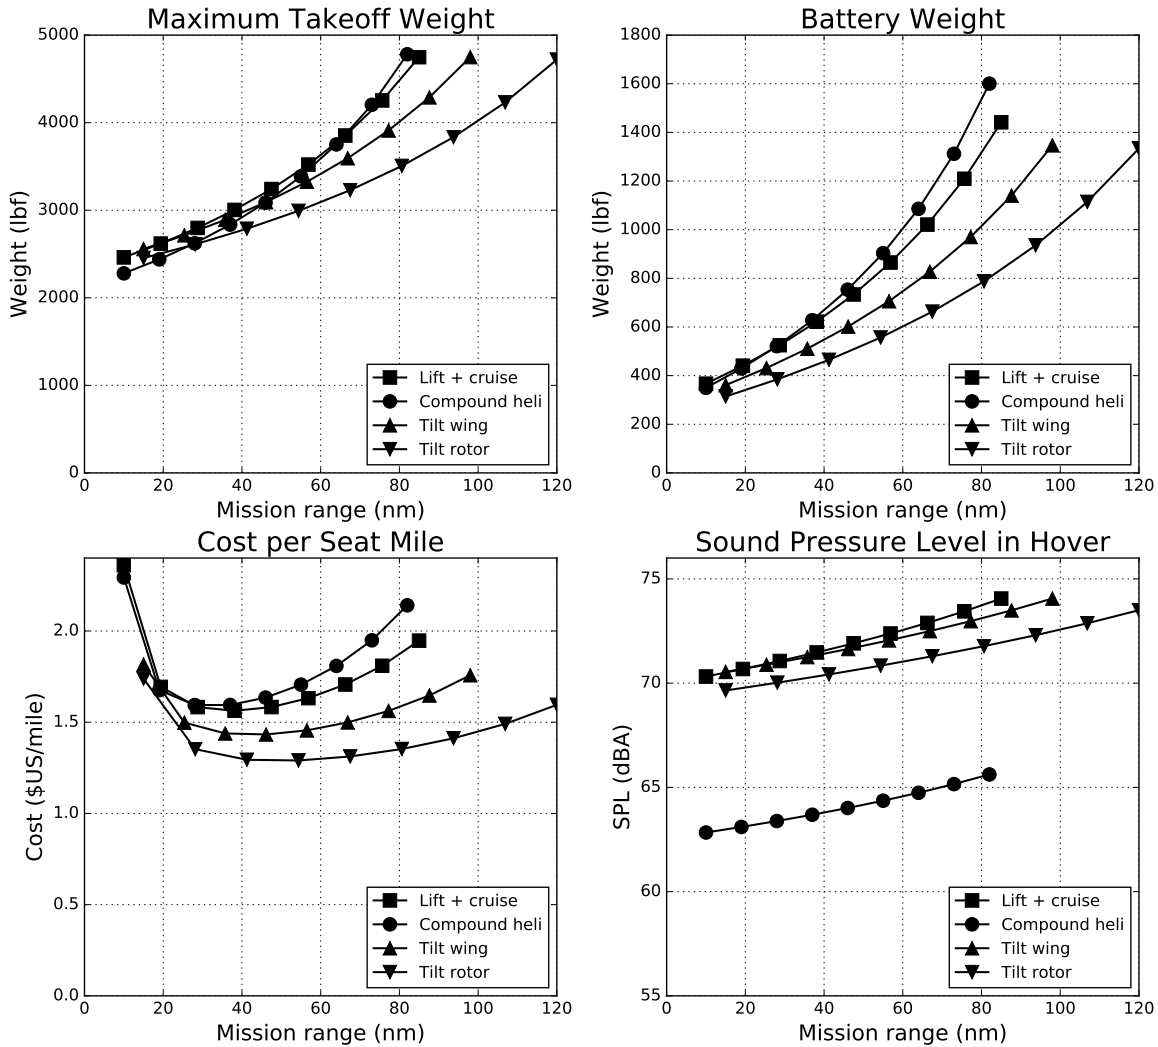 Maximum Takeoff Weight
5000
4000
3000
2000
1000
0
Weight (lbf)
0 20 40 60 80 100 120
Mission range (nm)
Lift + cruise
Compound heli
Tilt wing
Tilt rotor
Battery Weight
1800
1600
1400
1200
1000
800
600
400
200
0
Weight (lbf)
0 20 40 60 80 100 120
Mission range (nm)
Lift + cruise
Compound heli
Tilt wing
Tilt rotor
Cost per Seat Mile
2.0
1.5
1.0
0.5
0.0
Cost ($US/mile)
0 20 40 60 80 100 120
Mission range (nm)
Lift + cruise
Compound heli
Tilt wing
Tilt rotor
Sound Pressure Level in Hover
75
70
65
60
55
SPL (dBA)
0 20 40 60 80 100 120
Mission range (nm)
Lift + cruise
Compound heli
Tilt wing
Tilt rotor